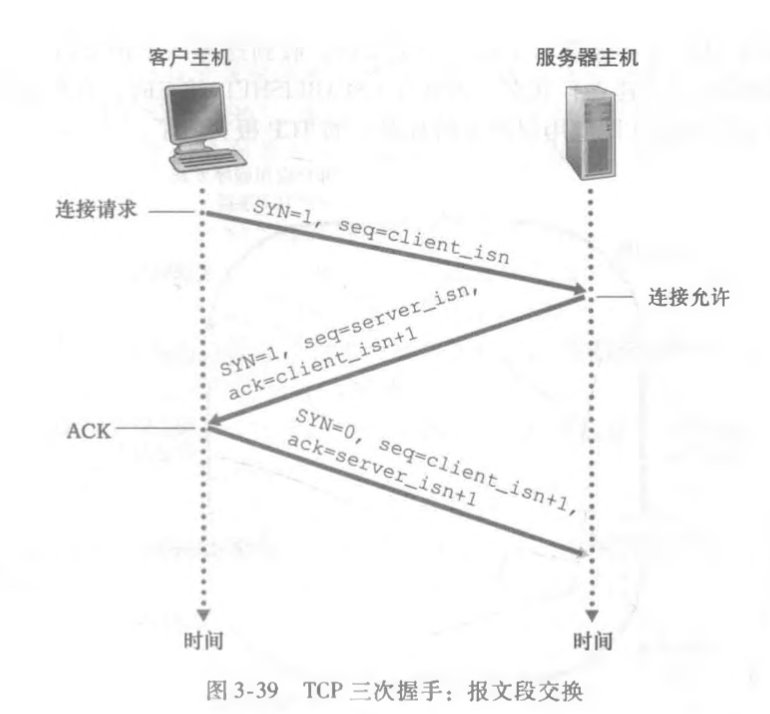 客户主机
服务器主机
连接请求
SYN=1, seq=client_isn
连接允许
SYN=1, seq=server_isn,
ack=client_isn+1
ACK
SYN=0, seq=client_isn+1,
ack=server_isn+1
时间
时间
图 3-39 TCP 三次握手：报文段交换